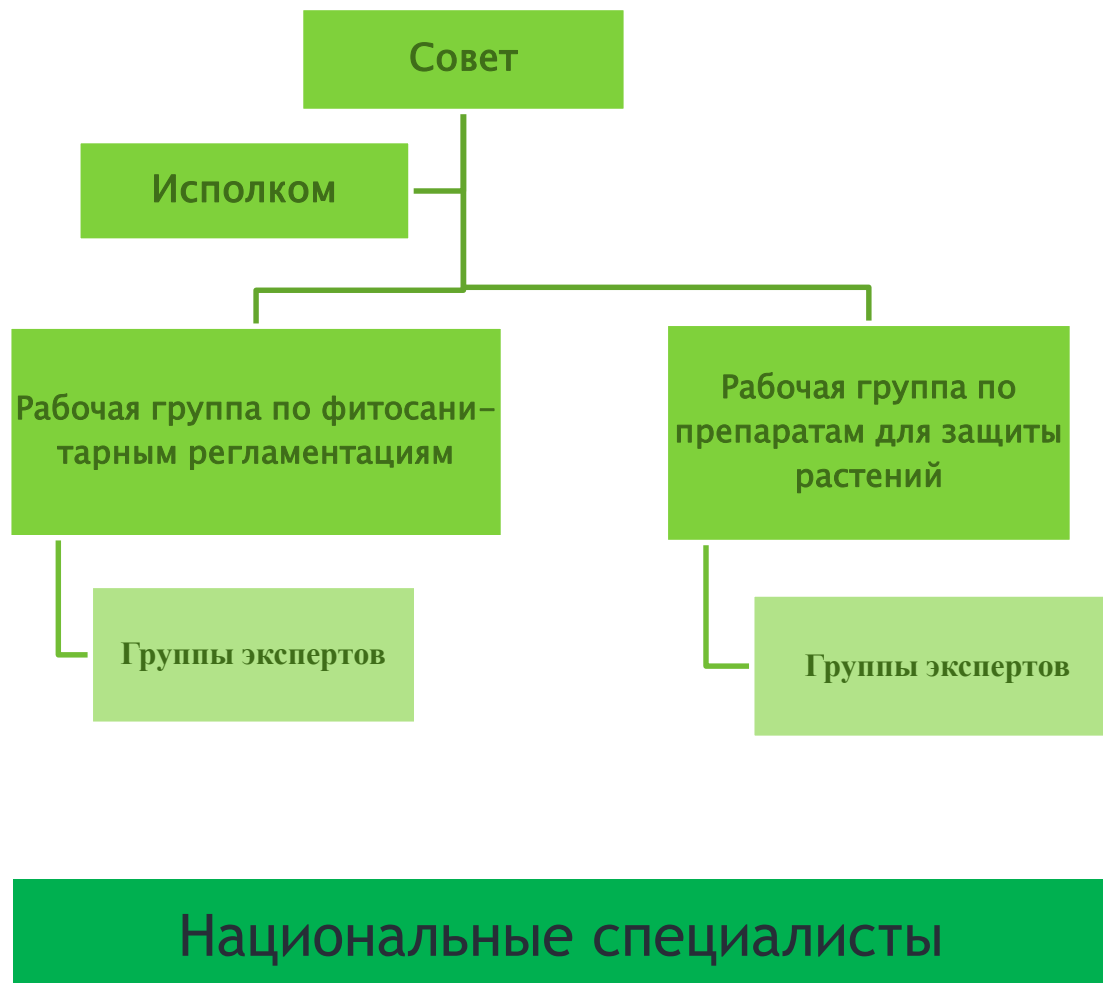 Совет
Исполком
Рабочая группа по фитосани-
тарным регламентациям
Рабочая группа по
препаратам для защиты
растений
Группы экспертов
Группы экспертов
Национальные специалисты